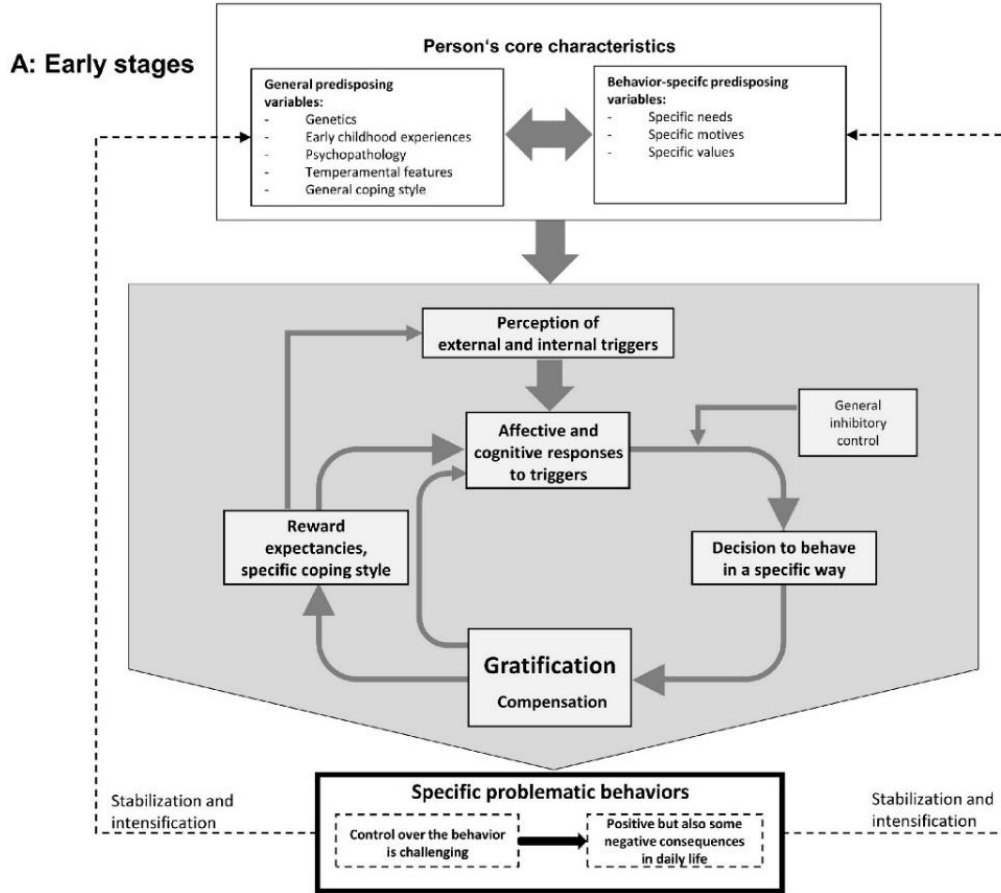 Person‘s core characteristics
A: Early stages
General predisposing
variables:
- Genetics
- Early childhood experiences
- Psychopathology
- Temperamental features
- General coping style
Behavior-specifc predisposing
variables:
- Specific needs
- Specific motives
- Specific values
Perception of
external and internal triggers
General
inhibitory
control
Affective and
cognitive responses
to triggers
Reward
expectancies,
specific coping style
Decision to behave
in a specific way
Gratification
Compensation
Stabilization and
intensification
Specific problematic behaviors
Control over the behavior
is challenging
Positive but also some
negative consequences
in daily life
Stabilization and
intensification